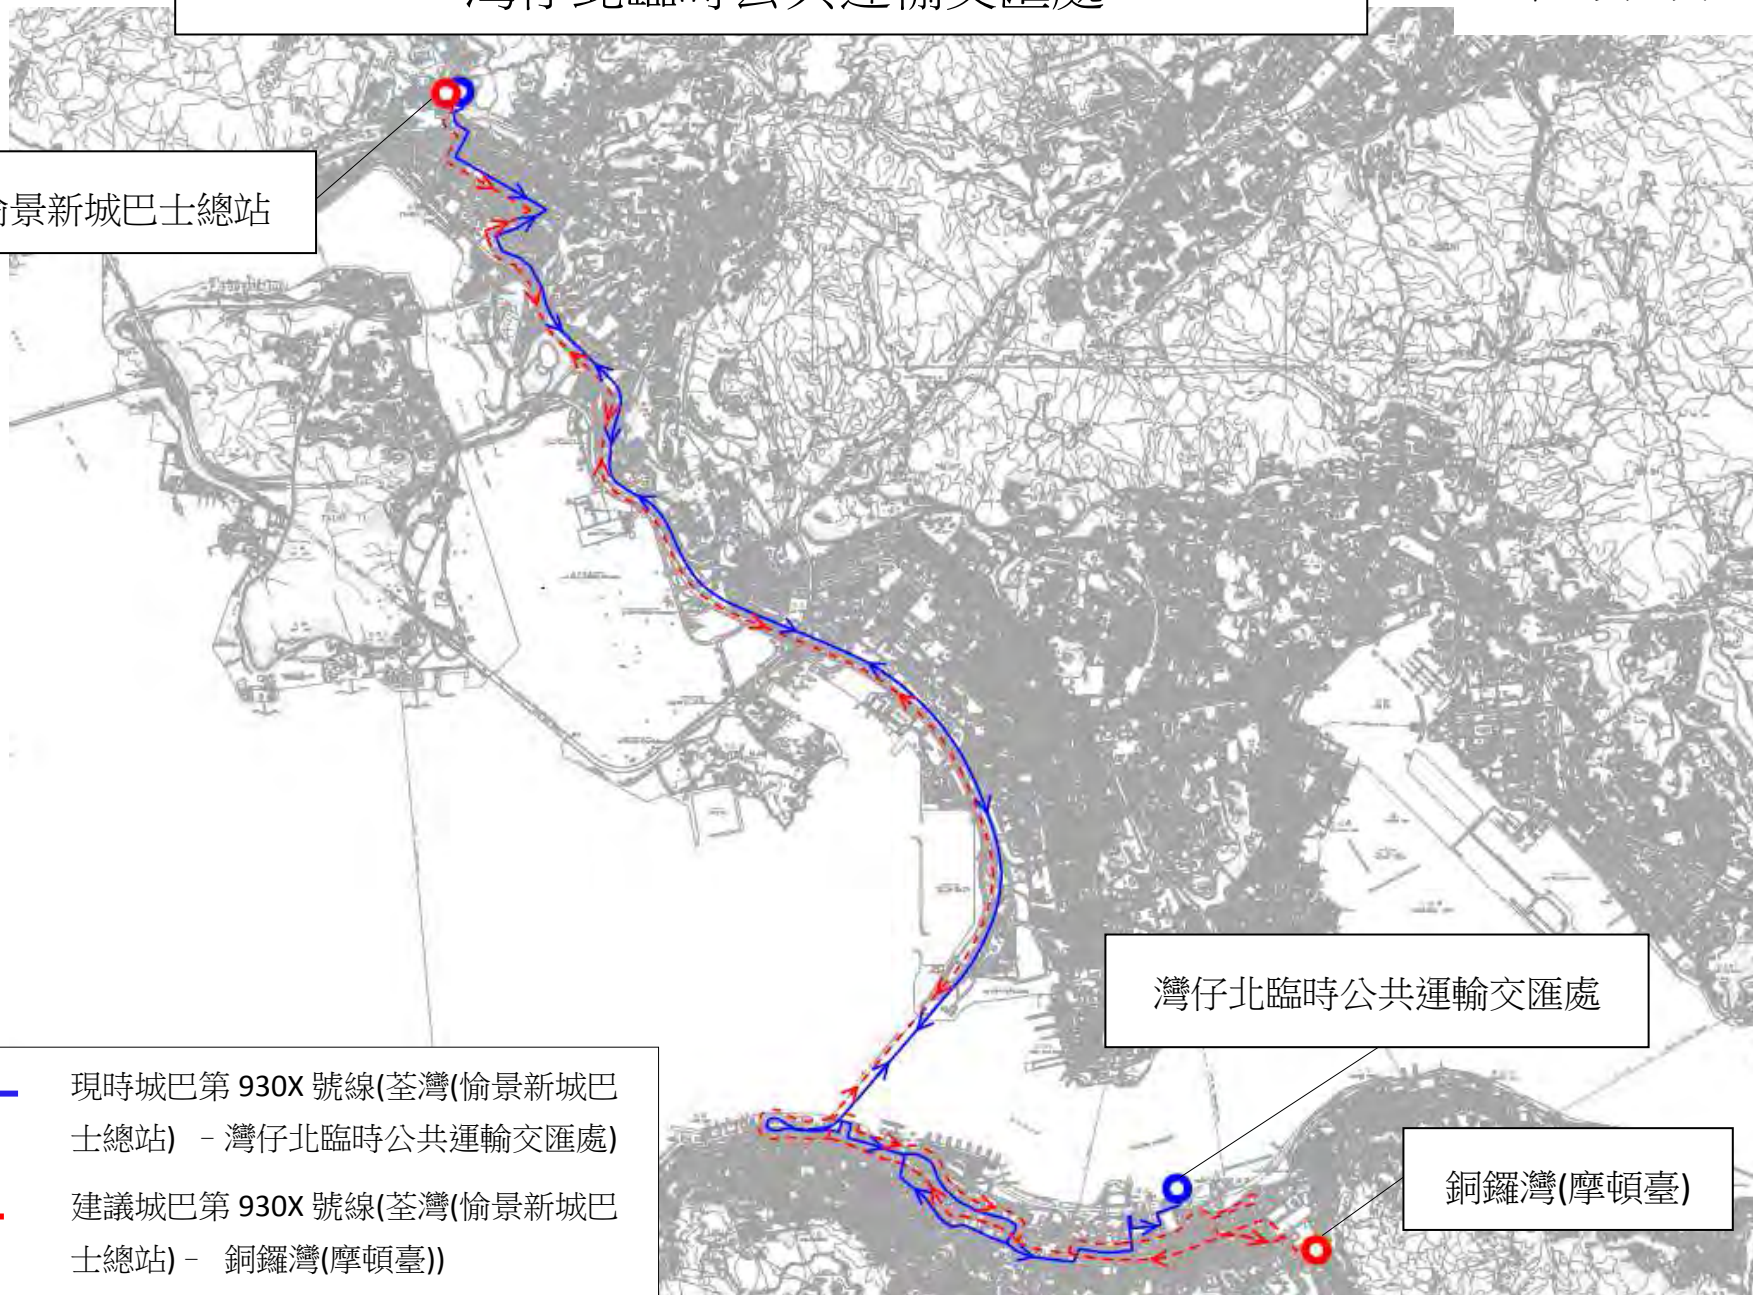 灣仔北臨時公共運輸交匯處
愉景新城巴士總站
灣仔北臨時公共運輸交匯處
銅鑼灣(摩頓臺)
現時城巴第 930X 號線(荃灣(愉景新城巴
士總站) - 灣仔北臨時公共運輸交匯處)
建議城巴第 930X 號線(荃灣(愉景新城巴
士總站) - 銅鑼灣(摩頓臺))